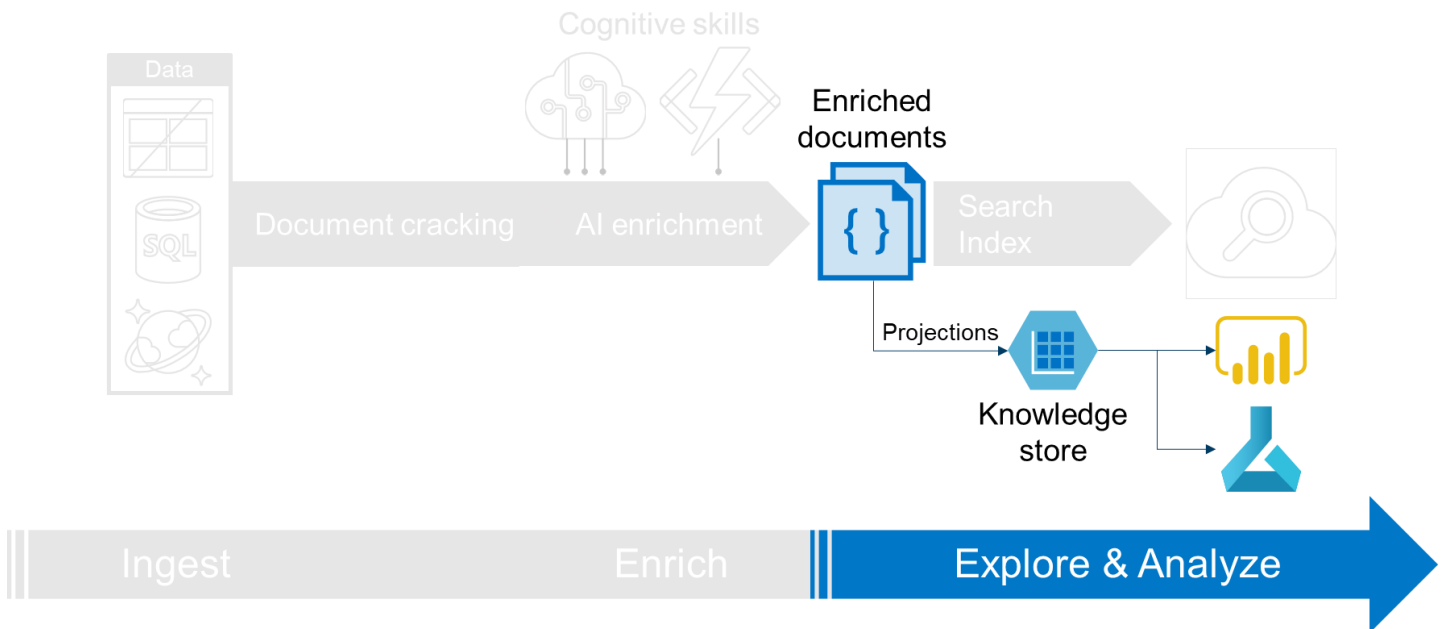 Cognitive skills
Data
Enriched
documents
SQL
Document cracking
AI enrichment
{ }
Search
Index
Projections
Knowledge
store
Ingest
Enrich
Explore & Analyze